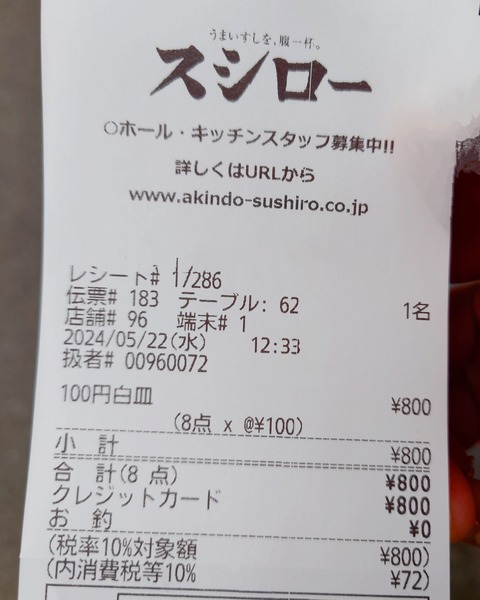 うまいすしを、腹一杯。
スシロー
○ホール・キッチンスタッフ募集中!!
詳しくはURLから
www.akindo-sushiro.co.jp
レシート# 1/286
伝票# 183 テーブル: 62 1名
店舗# 96 端末# 1
2024/05/22(水) 12:33
扱者# 00960072
100円白皿 ¥800
(8点 x @¥100)
小 計 ¥800
合 計(8 点) ¥800
クレジットカード ¥800
お 釣 ¥0
(税率10%対象額 ¥800)
(内消費税等10% ¥72)